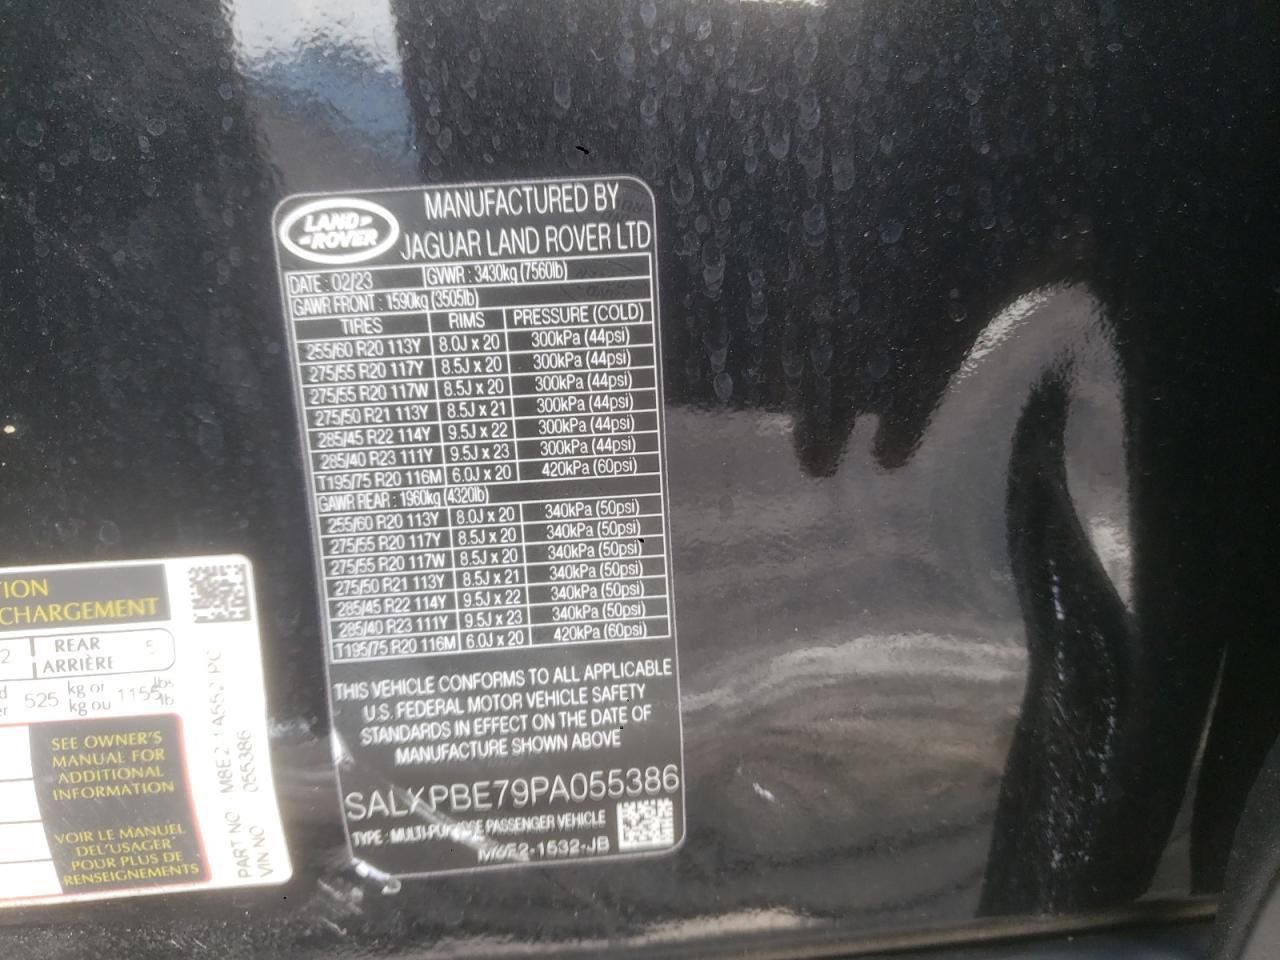 LAND ROVER
MANUFACTURED BY
JAGUAR LAND ROVER LTD
DATE : 02/23 GVWR : 3430kg (7560lb)
GAWR FRONT : 1590kg (3505lb)
TIRES RIMS PRESSURE (COLD)
255/60 R20 113Y 8.0J x 20 300kPa (44psi)
275/55 R20 117Y 8.5J x 20 300kPa (44psi)
275/55 R20 117W 8.5J x 20 300kPa (44psi)
275/50 R21 113Y 8.5J x 21 300kPa (44psi)
285/45 R22 114Y 9.5J x 22 300kPa (44psi)
285/40 R23 111Y 9.5J x 23 300kPa (44psi)
T195/75 R20 116M 6.0J x 20 420kPa (60psi)
GAWR REAR : 1960kg (4320lb)
255/60 R20 113Y 8.0J x 20 340kPa (50psi)
275/55 R20 117Y 8.5J x 20 340kPa (50psi)
275/55 R20 117W 8.5J x 20 340kPa (50psi)
275/50 R21 113Y 8.5J x 21 340kPa (50psi)
285/45 R22 114Y 9.5J x 22 340kPa (50psi)
285/40 R23 111Y 9.5J x 23 340kPa (50psi)
T195/75 R20 116M 6.0J x 20 420kPa (60psi)
THIS VEHICLE CONFORMS TO ALL APPLICABLE
U.S. FEDERAL MOTOR VEHICLE SAFETY
STANDARDS IN EFFECT ON THE DATE OF
MANUFACTURE SHOWN ABOVE
SALKPBE79PA055386
TYPE : MULTI-PURPOSE PASSENGER VEHICLE
M8E2-1532-JB
TION
CHARGEMENT
2 REAR 5
ARRIÈRE
525 kg or 1155 lbs
kg ou lb
SEE OWNER'S
MANUAL FOR
ADDITIONAL
INFORMATION
VOIR LE MANUEL
DEL'USAGER
POUR PLUS DE
RENSEIGNEMENTS
PART NO
VIN NO 055386